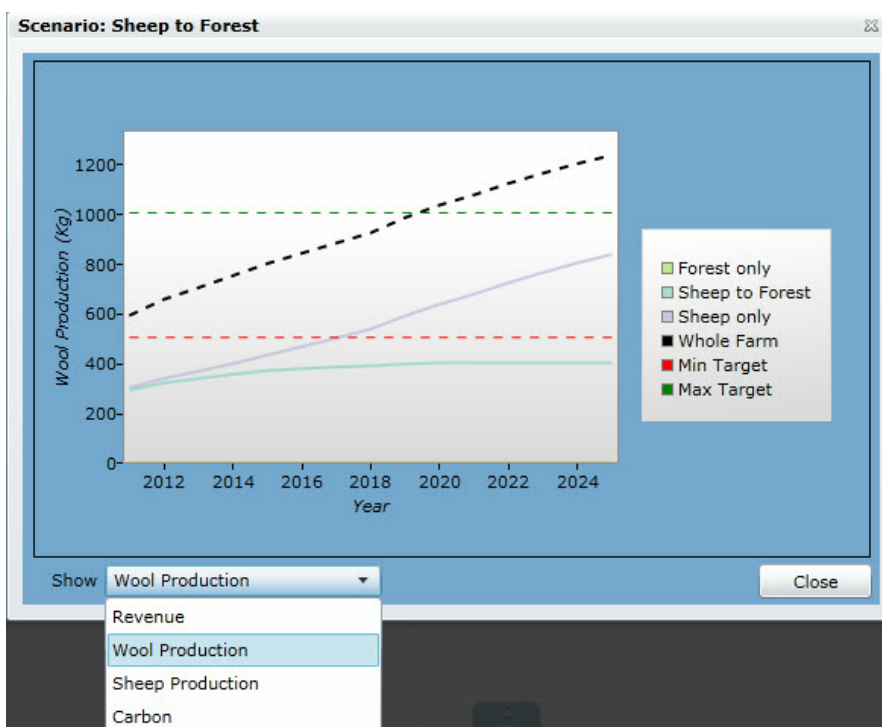 Scenario: Sheep to Forest
1200
1000
800
600
400
200
0
Wool Production (Kg)
2012 2014 2016 2018 2020 2022 2024
Year
Forest only
Sheep to Forest
Sheep only
Whole Farm
Min Target
Max Target
Show Wool Production Close
Revenue
Wool Production
Sheep Production
Carbon